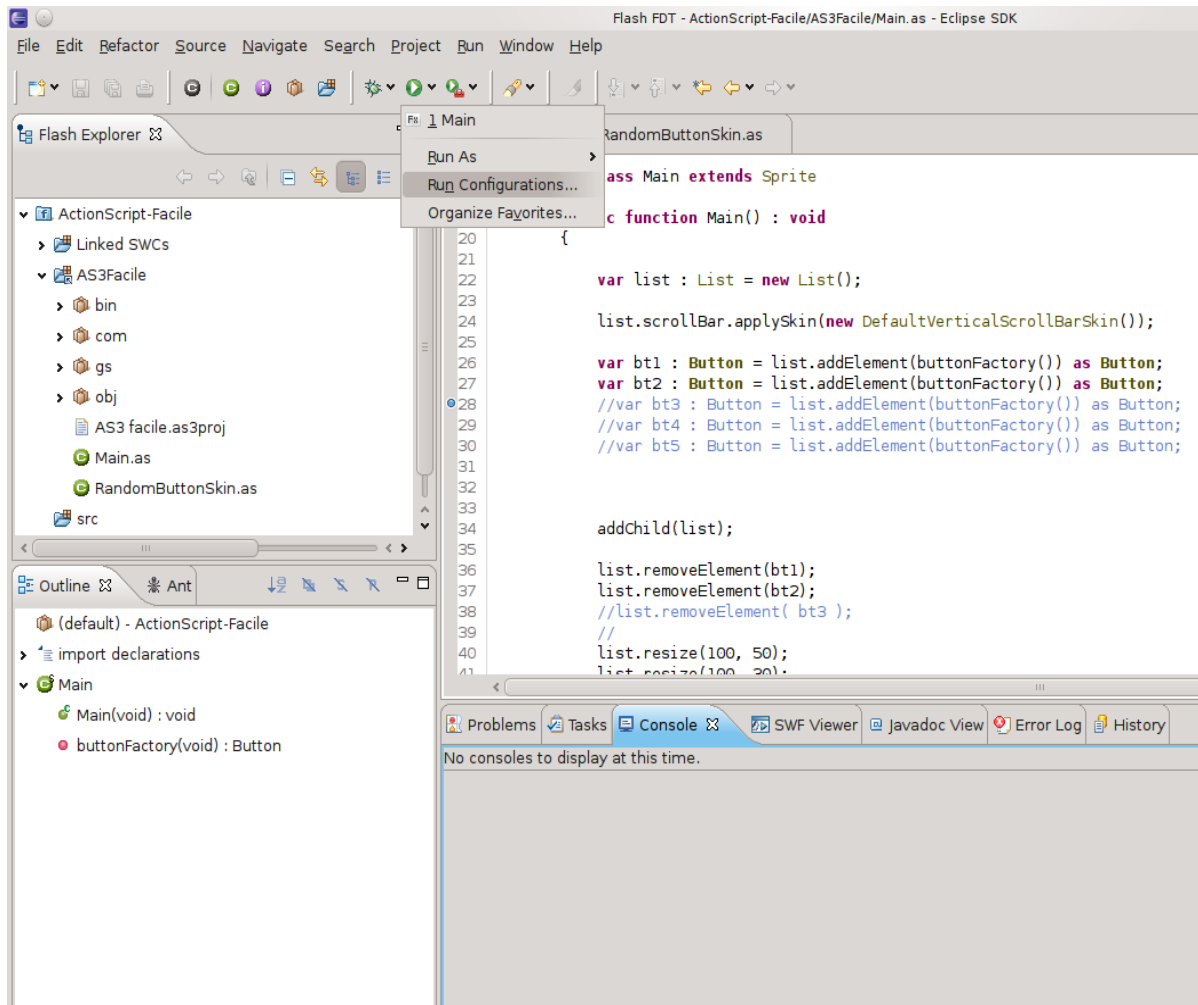 Flash FDT - ActionScript-Facile/AS3Facile/Main.as - Eclipse SDK
File Edit Refactor Source Navigate Search Project Run Window Help
1 Main
Run As
Run Configurations...
Organize Favorites...
Flash Explorer
ActionScript-Facile
Linked SWCs
AS3Facile
bin
com
gs
obj
AS3 facile.as3proj
Main.as
RandomButtonSkin.as
src
Outline Ant
(default) - ActionScript-Facile
import declarations
Main
Main(void) : void
buttonFactory(void) : Button
RandomButtonSkin.as
ass Main extends Sprite
c function Main() : void
20 {
21
22 var list : List = new List();
23
24 list.scrollBar.applySkin(new DefaultVerticalScrollBarSkin());
25
26 var bt1 : Button = list.addElement(buttonFactory()) as Button;
27 var bt2 : Button = list.addElement(buttonFactory()) as Button;
28 //var bt3 : Button = list.addElement(buttonFactory()) as Button;
29 //var bt4 : Button = list.addElement(buttonFactory()) as Button;
30 //var bt5 : Button = list.addElement(buttonFactory()) as Button;
31
32
33
34 addChild(list);
35
36 list.removeElement(bt1);
37 list.removeElement(bt2);
38 //list.removeElement( bt3 );
39 //
40 list.resize(100, 50);
41 list.resize(100, 30);
Problems Tasks Console SWF Viewer Javadoc View Error Log History
No consoles to display at this time.